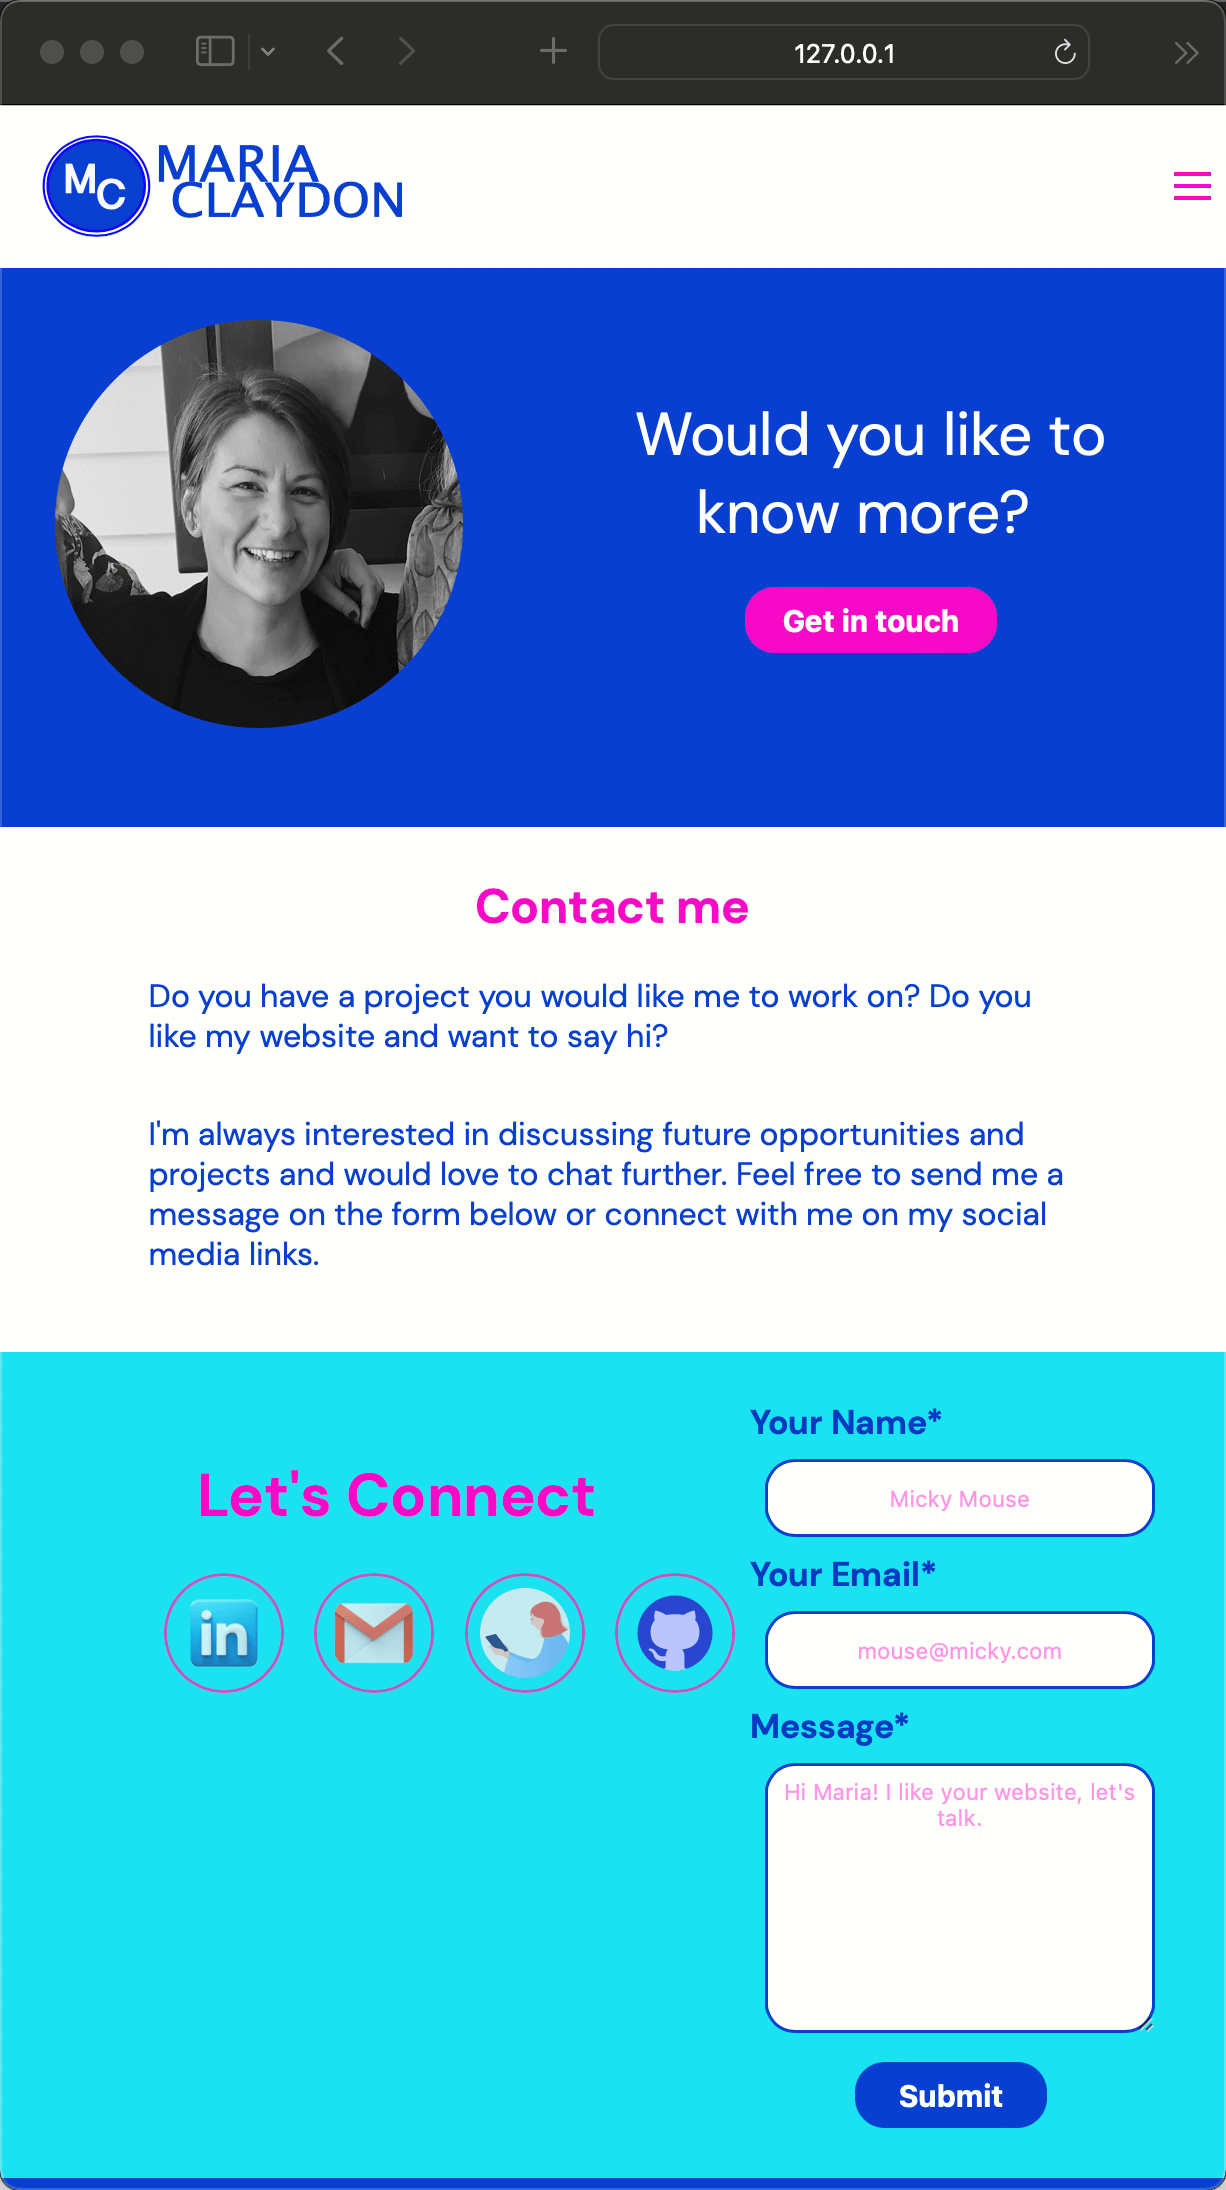 127.0.0.1
MC
MARIA
CLAYDON
Would you like to
know more?
Get in touch
Contact me
Do you have a project you would like me to work on? Do you
like my website and want to say hi?
I'm always interested in discussing future opportunities and
projects and would love to chat further. Feel free to send me a
message on the form below or connect with me on my social
media links.
Let's Connect
in
Your Name*
Micky Mouse
Your Email*
mouse@micky.com
Message*
Hi Maria! I like your website, let's
talk.
Submit